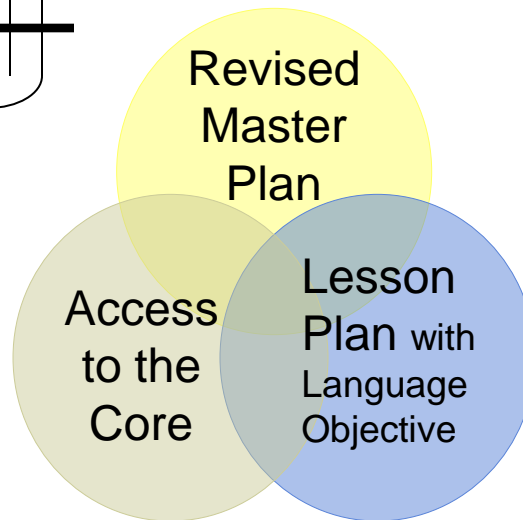 Revised
Master
Plan
Access
to the
Core
Lesson
Plan with
Language
Objective